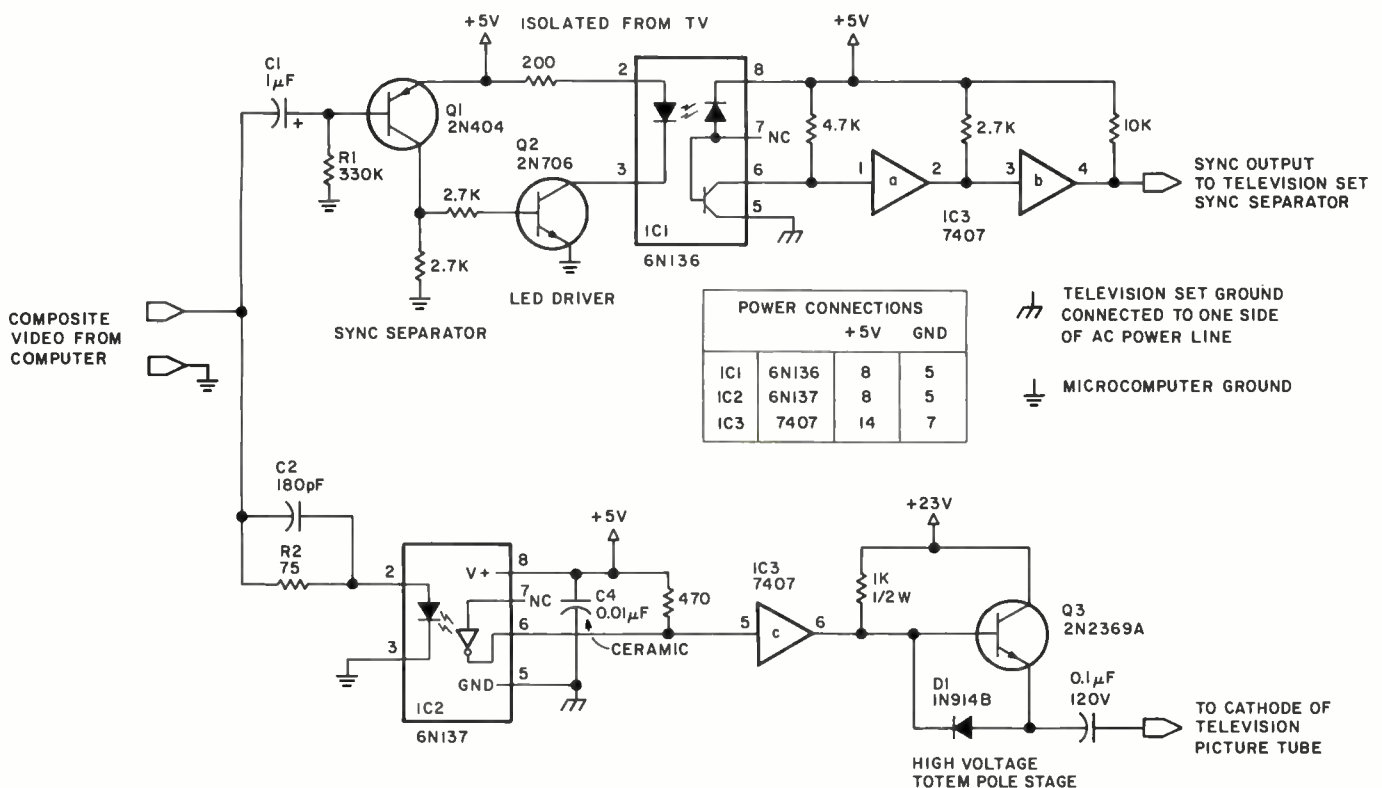 +5V
ISOLATED FROM TV
+5V
C1
1µF
+
200
2
8
Q1
2N404
7
NC
4.7K
2.7K
10K
R1
330K
Q2
2N706
3
6
1
a
2
3
b
4
SYNC OUTPUT
TO TELEVISION SET
SYNC SEPARATOR
2.7K
5
IC1
6N136
IC3
7407
2.7K
LED DRIVER
SYNC SEPARATOR
COMPOSITE
VIDEO FROM
COMPUTER
POWER CONNECTIONS
+5V GND
IC1 6N136 8 5
IC2 6N137 8 5
IC3 7407 14 7
TELEVISION SET GROUND
CONNECTED TO ONE SIDE
OF AC POWER LINE
MICROCOMPUTER GROUND
C2
180pF
R2
75
2
3
V+
8
7
NC
6
GND
5
IC2
6N137
+5V
C4
0.01µF
CERAMIC
470
IC3
7407
5
c
6
+23V
1K
1/2W
Q3
2N2369A
D1
1N914B
0.1µF
120V
TO CATHODE OF
TELEVISION
PICTURE TUBE
HIGH VOLTAGE
TOTEM POLE STAGE